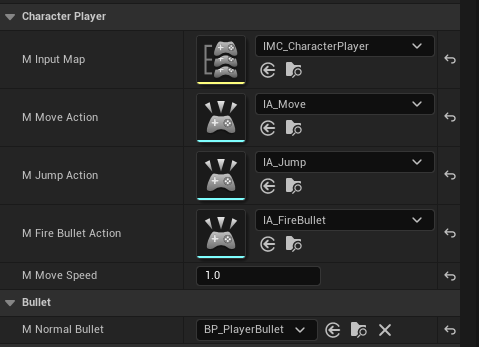 Character Player
M Input Map
IMC_CharacterPlayer
M Move Action
IA_Move
M Jump Action
IA_Jump
M Fire Bullet Action
IA_FireBullet
M Move Speed
1.0
Bullet
M Normal Bullet
BP_PlayerBullet